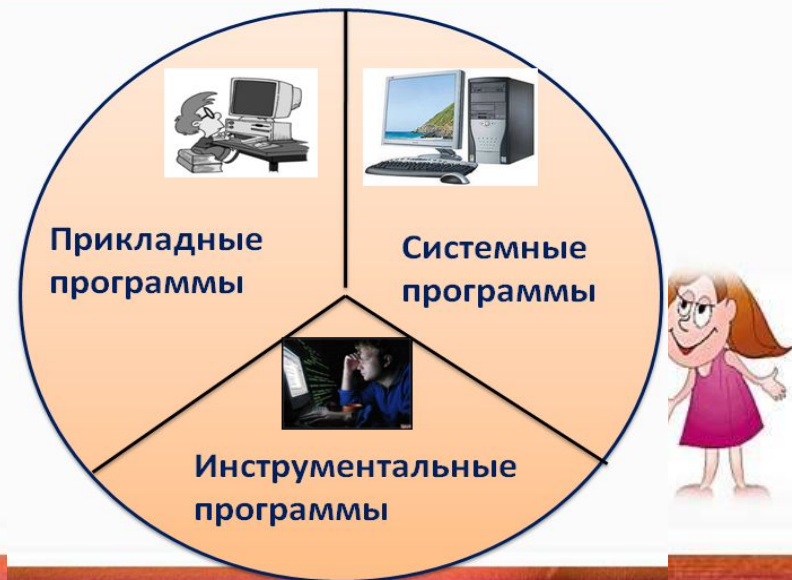 Прикладные
программы
Системные
программы
Инструментальные
программы